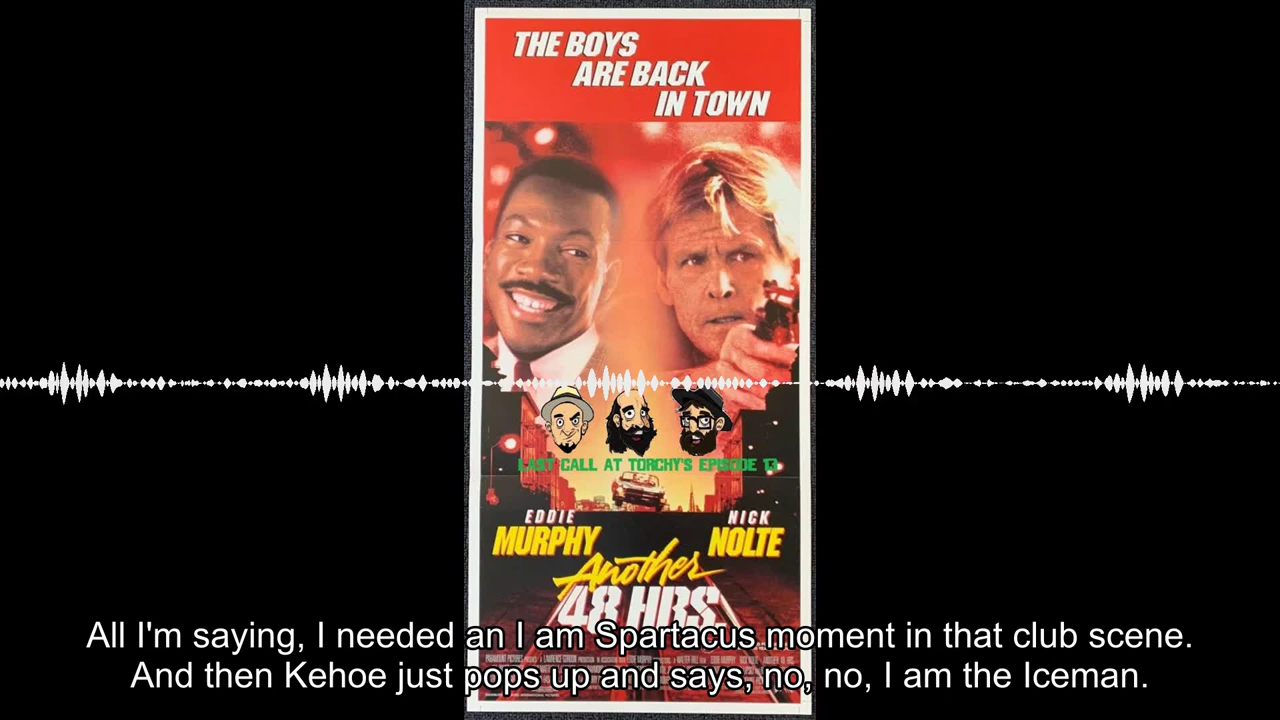 THE BOYS
ARE BACK
IN TOWN
LAST CALL AT TORCHY'S EPISODE 13
EDDIE
MURPHY
NICK
NOLTE
Another
48 HRS
All I'm saying, I needed an I am Spartacus moment in that club scene.
And then Kehoe just pops up and says, no, no, I am the Iceman.